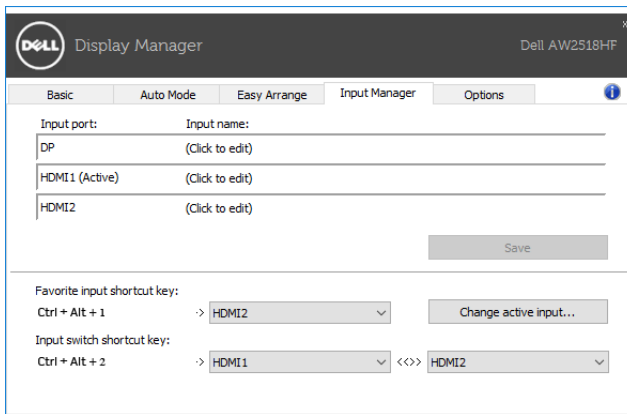 DELL Display Manager Dell AW2518HF x
Basic Auto Mode Easy Arrange Input Manager Options i
Input port: Input name:
DP (Click to edit)
HDMI1 (Active) (Click to edit)
HDMI2 (Click to edit)
Save
Favorite input shortcut key:
Ctrl + Alt + 1 -> HDMI2 Change active input...
Input switch shortcut key:
Ctrl + Alt + 2 -> HDMI1 <<>> HDMI2